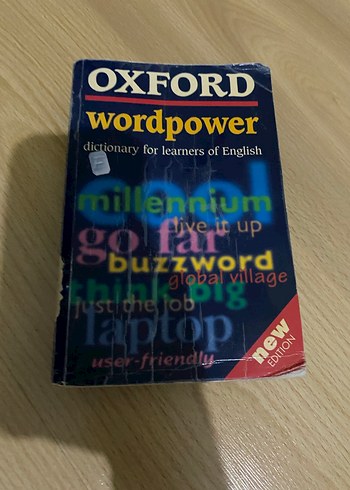 OXFORD
wordpower
dictionary for learners of English
cool
millennium
live it up
go far
buzzword
global village
think big
just the job
laptop
user-friendly
new
EDITION